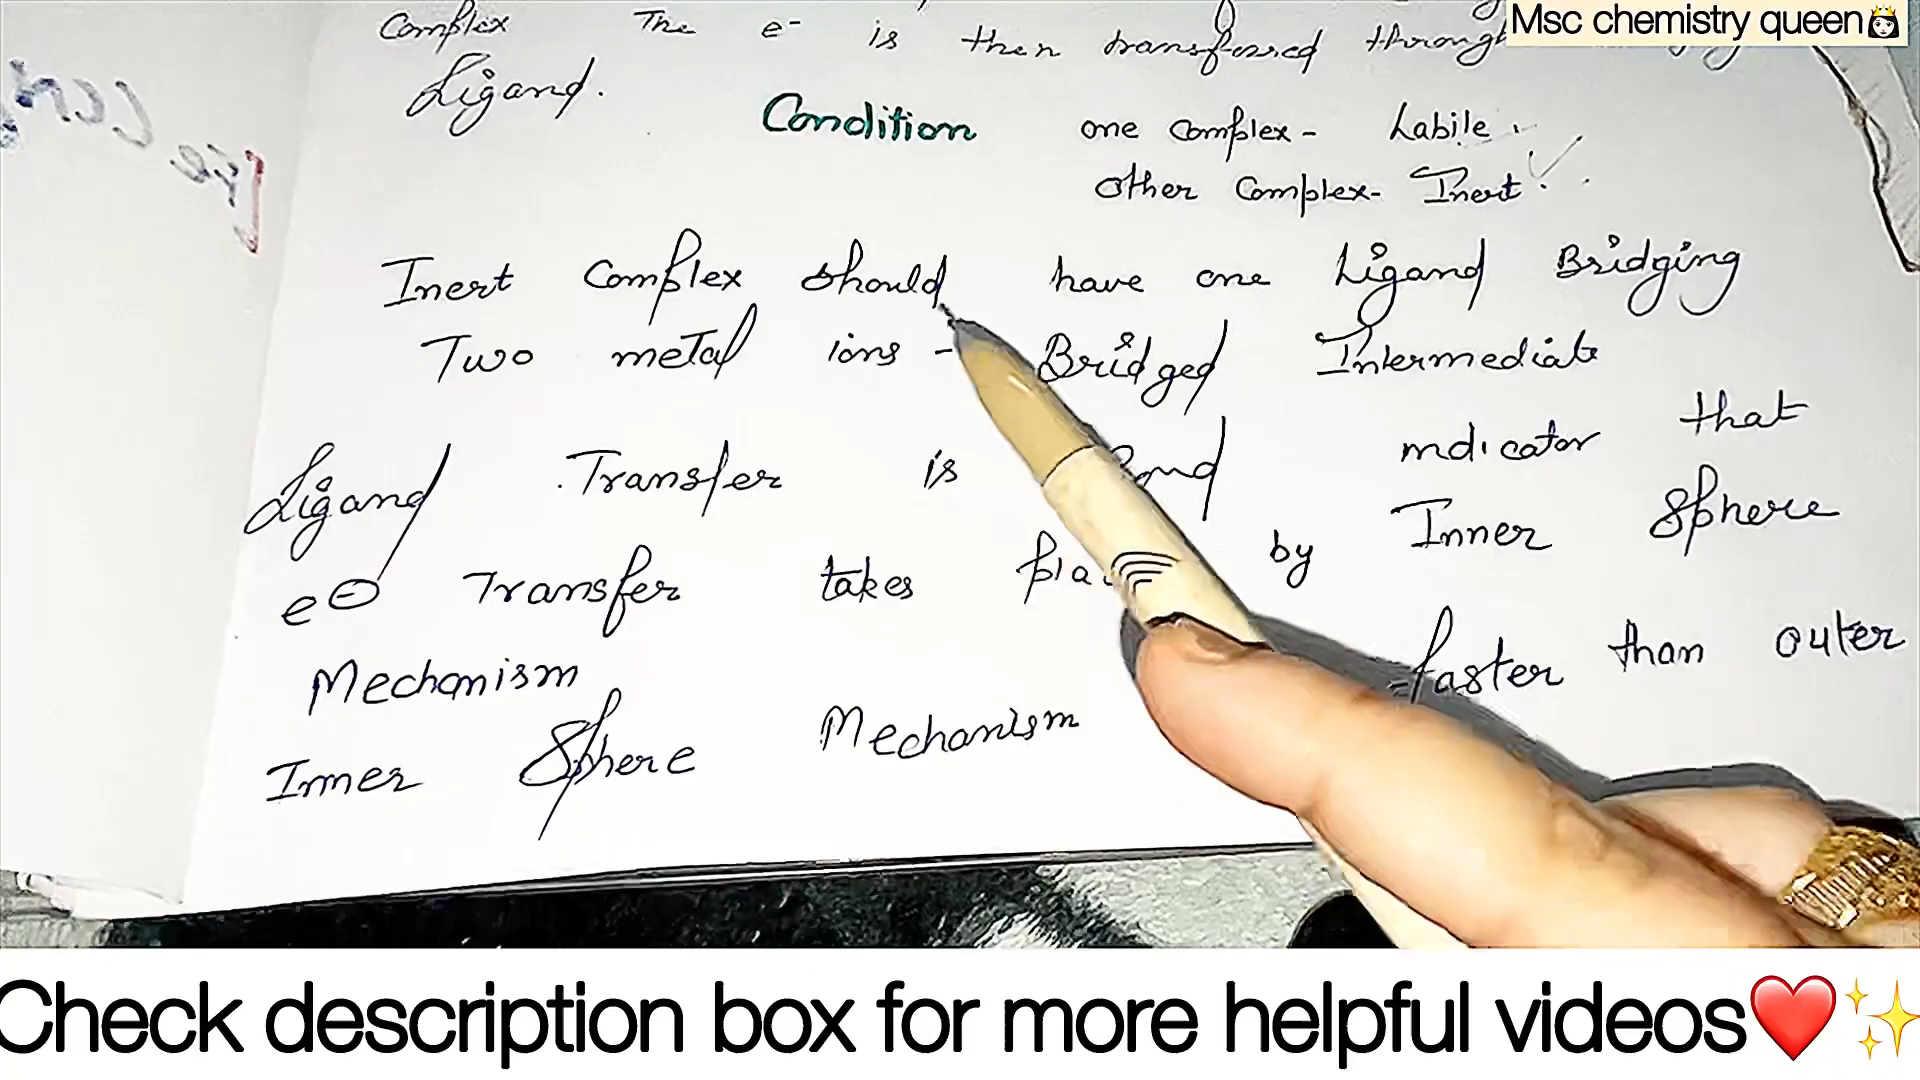 Msc chemistry queen
Complex The e⁻ is then transferred through
Ligand.
Condition one complex - Labile.
other complex - Inert.
Inert Complex should have one Ligand Bridging
Two metal ions - Bridged Intermediate
Ligand Transfer is indicator that
e⊖ Transfer takes by Inner Sphere
Mechanism
Inner Sphere Mechanism - faster than outer
Check description box for more helpful videos❤️✨